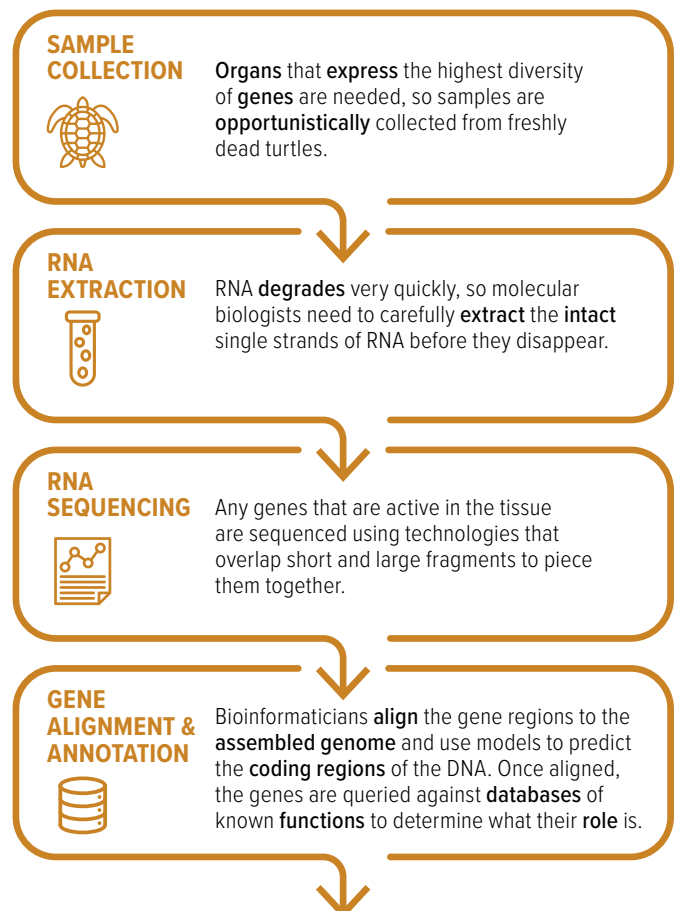 SAMPLE
COLLECTION
Organs that express the highest diversity
of genes are needed, so samples are
opportunistically collected from freshly
dead turtles.
RNA
EXTRACTION
RNA degrades very quickly, so molecular
biologists need to carefully extract the intact
single strands of RNA before they disappear.
RNA
SEQUENCING
Any genes that are active in the tissue
are sequenced using technologies that
overlap short and large fragments to piece
them together.
GENE
ALIGNMENT &
ANNOTATION
Bioinformaticians align the gene regions to the
assembled genome and use models to predict
the coding regions of the DNA. Once aligned,
the genes are queried against databases of
known functions to determine what their role is.